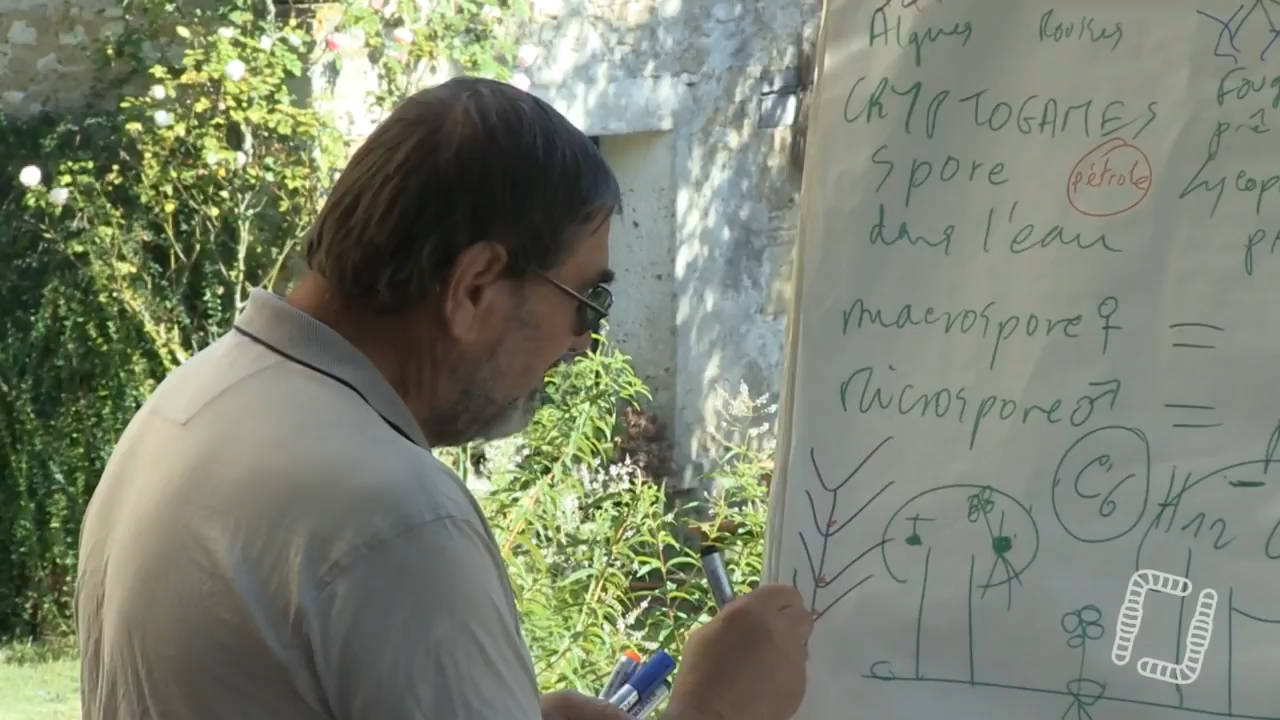 Algues Rousses
CRYPTOGAMES
Spore pétrole
dans l'eau
macrospore ♀ =
Microspore ♂ =
C6 H12